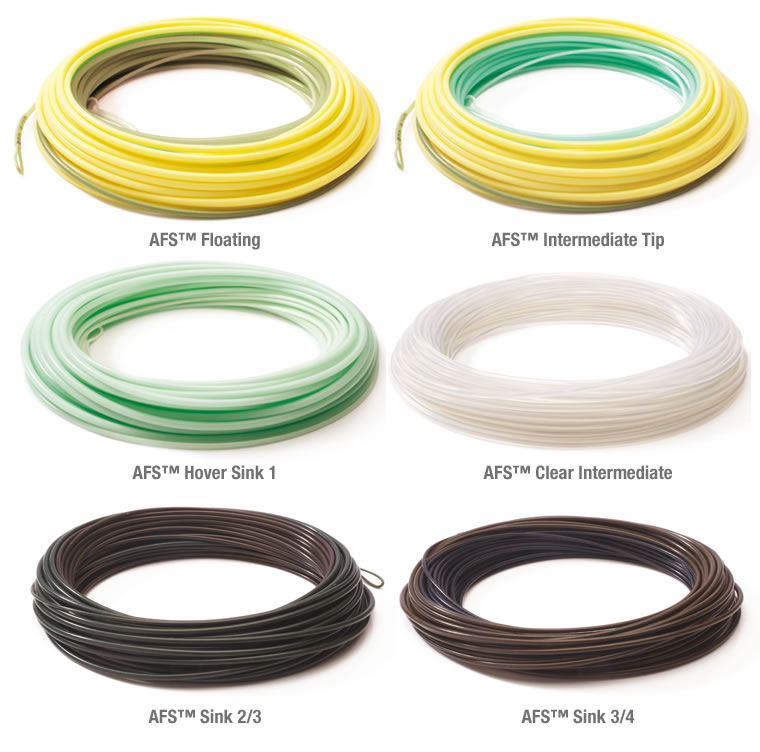 AFS™ Floating
AFS™ Intermediate Tip
AFS™ Hover Sink 1
AFS™ Clear Intermediate
AFS™ Sink 2/3
AFS™ Sink 3/4